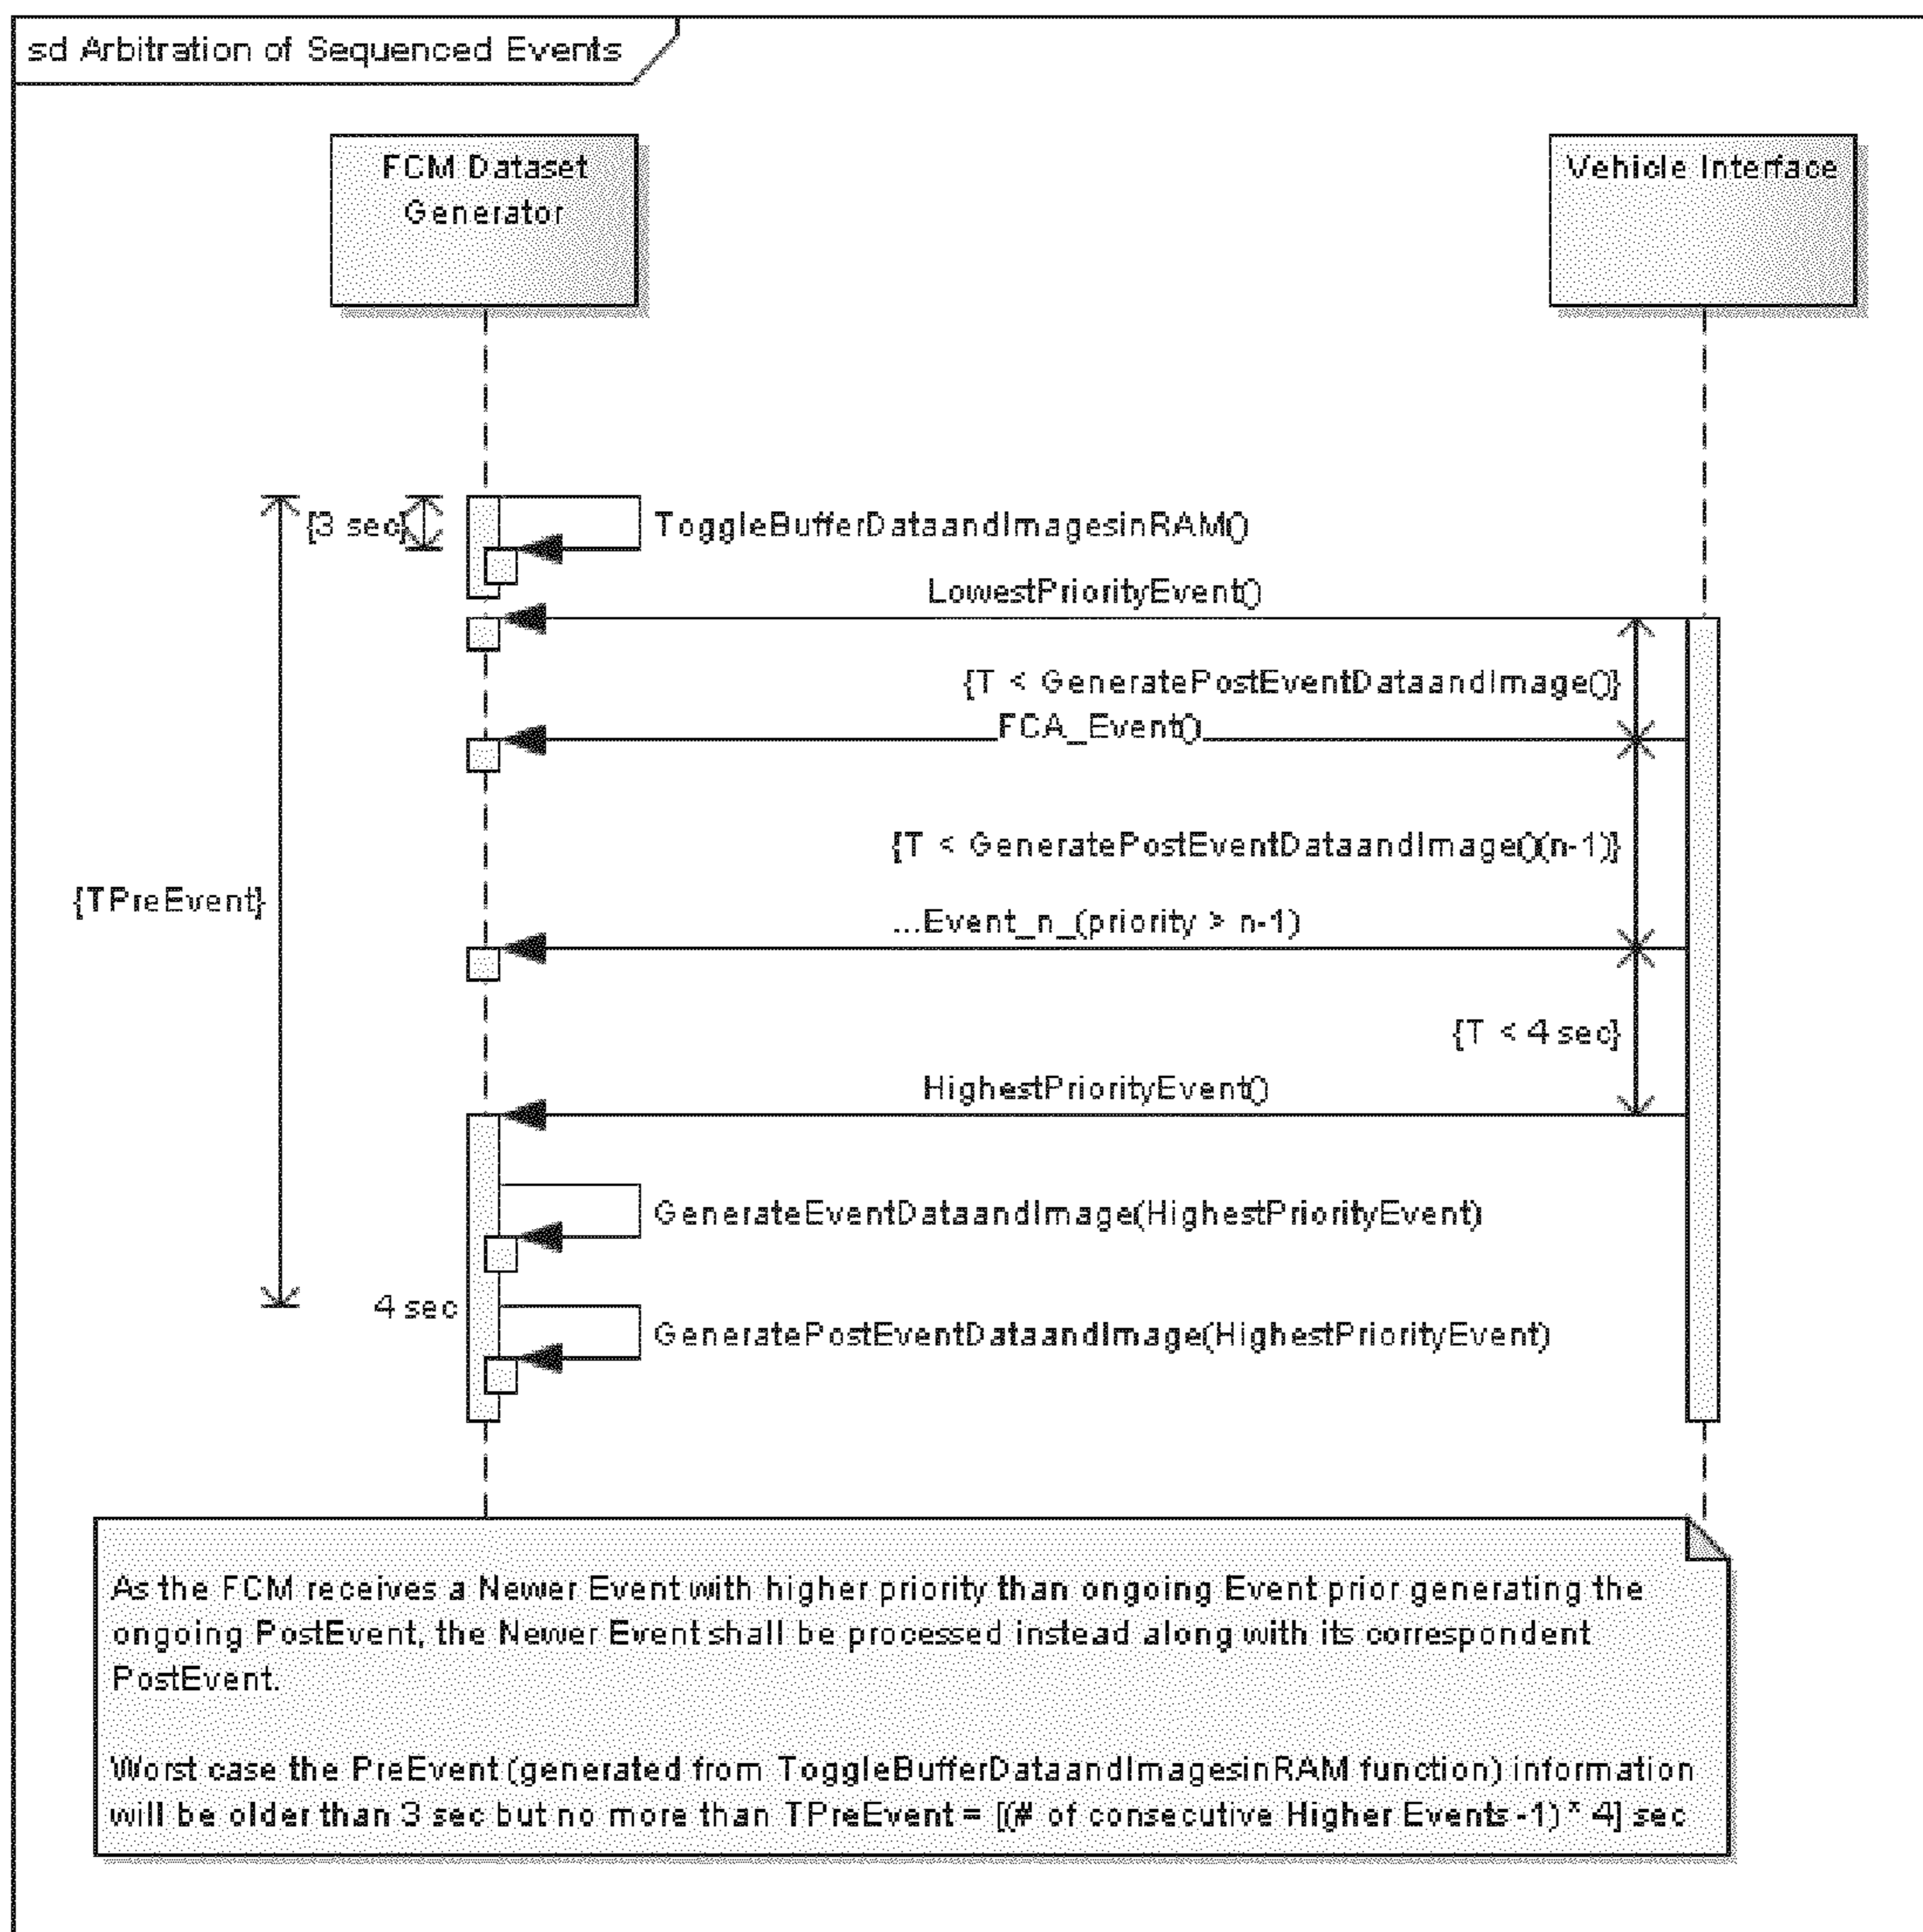 sd Arbitration of Sequenced Events
FCM Dataset
Generator
Vehicle Interface
{3 sec}
ToggleBufferDataandImagesinRAM()
LowestPriorityEvent()
{T < GeneratePostEventDataandImage()}
FCA_Event()
{T < GeneratePostEventDataandImage()(n-1)}
{TPreEvent}
...Event_n_(priority > n-1)
{T < 4 sec}
HighestPriorityEvent()
GenerateEventDataandImage(HighestPriorityEvent)
4 sec
GeneratePostEventDataandImage(HighestPriorityEvent)
As the FCM receives a Newer Event with higher priority than ongoing Event prior generating the
ongoing PostEvent, the Newer Event shall be processed instead along with its correspondent
PostEvent.
Worst case the PreEvent (generated from ToggleBufferDataandImagesinRAM function) information
will be older than 3 sec but no more than TPreEvent = [(# of consecutive Higher Events -1) * 4] sec